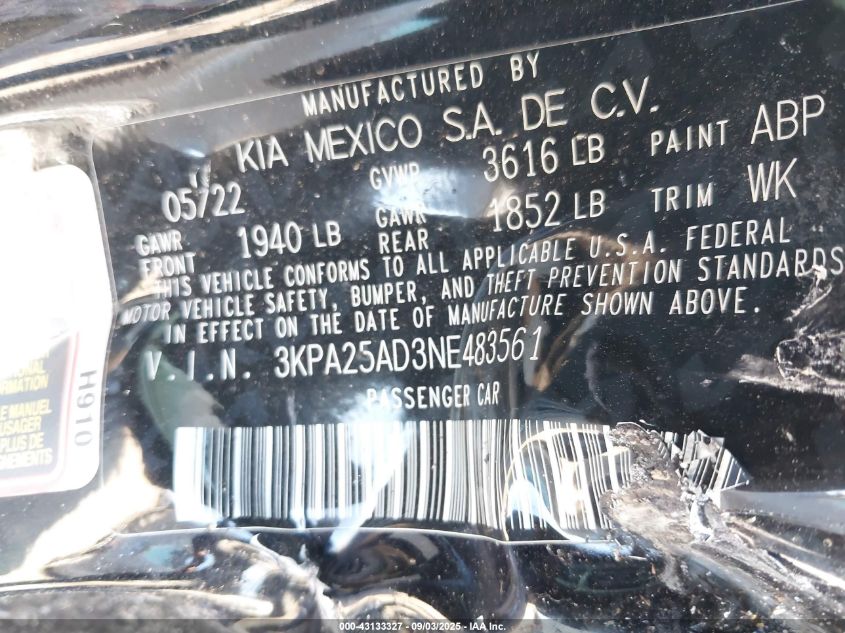 MANUFACTURED BY
KIA MEXICO S.A. DE C.V.
05/22 GVWR 3616 LB PAINT ABP
GAWR FRONT 1940 LB GAWR REAR 1852 LB TRIM WK
THIS VEHICLE CONFORMS TO ALL APPLICABLE U.S.A. FEDERAL
MOTOR VEHICLE SAFETY, BUMPER, AND THEFT PREVENTION STANDARDS
IN EFFECT ON THE DATE OF MANUFACTURE SHOWN ABOVE.
V.I.N. 3KPA25AD3NE483561
PASSENGER CAR
H910
MANUEL
PLUS DE
000-43133327 - 09/03/2025 - IAA Inc.